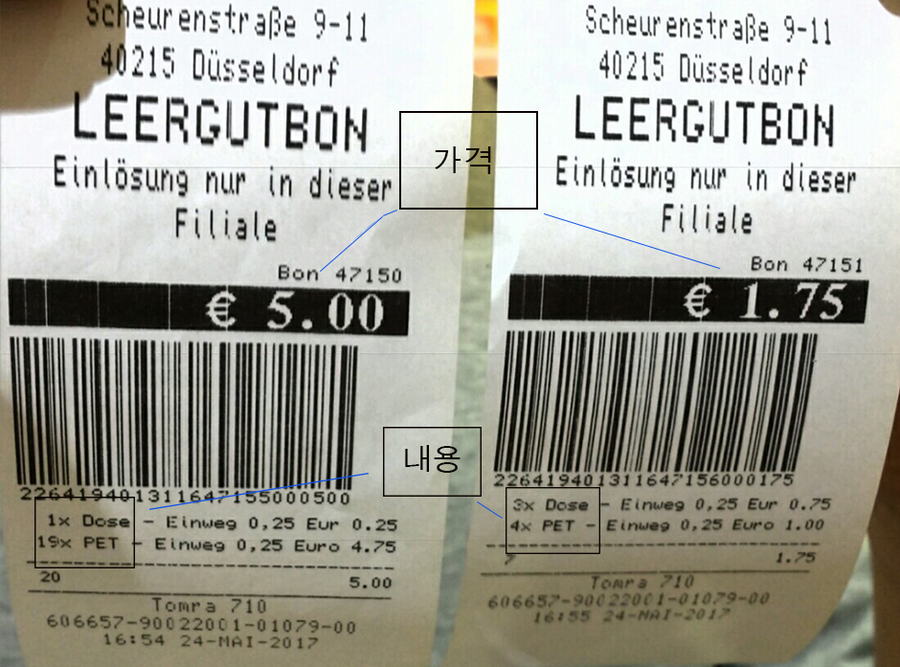 Scheurenstraße 9-11
40215 Düsseldorf
LEERGUTBON
Einlösung nur in dieser
Filiale
Bon 47150
€ 5.00
2264194013116471550005 00
1x Dose - Einweg 0,25 Eur 0.25
19x PET - Einweg 0,25 Euro 4.75
20 5.00
Tomra 710
606657-90022001-01079-00
16:54 24-MAI-2017
가격
내용
Scheurenstraße 9-11
40215 Düsseldorf
LEERGUTBON
Einlösung nur in dieser
Filiale
Bon 47151
€ 1.75
226419401311647156000175
3x Dose - Einweg 0,25 Eur 0.75
4x PET - Einweg 0,25 Euro 1.00
7 1.75
Tomra 710
606657-90022001-01079-00
16:55 24-MAI-2017